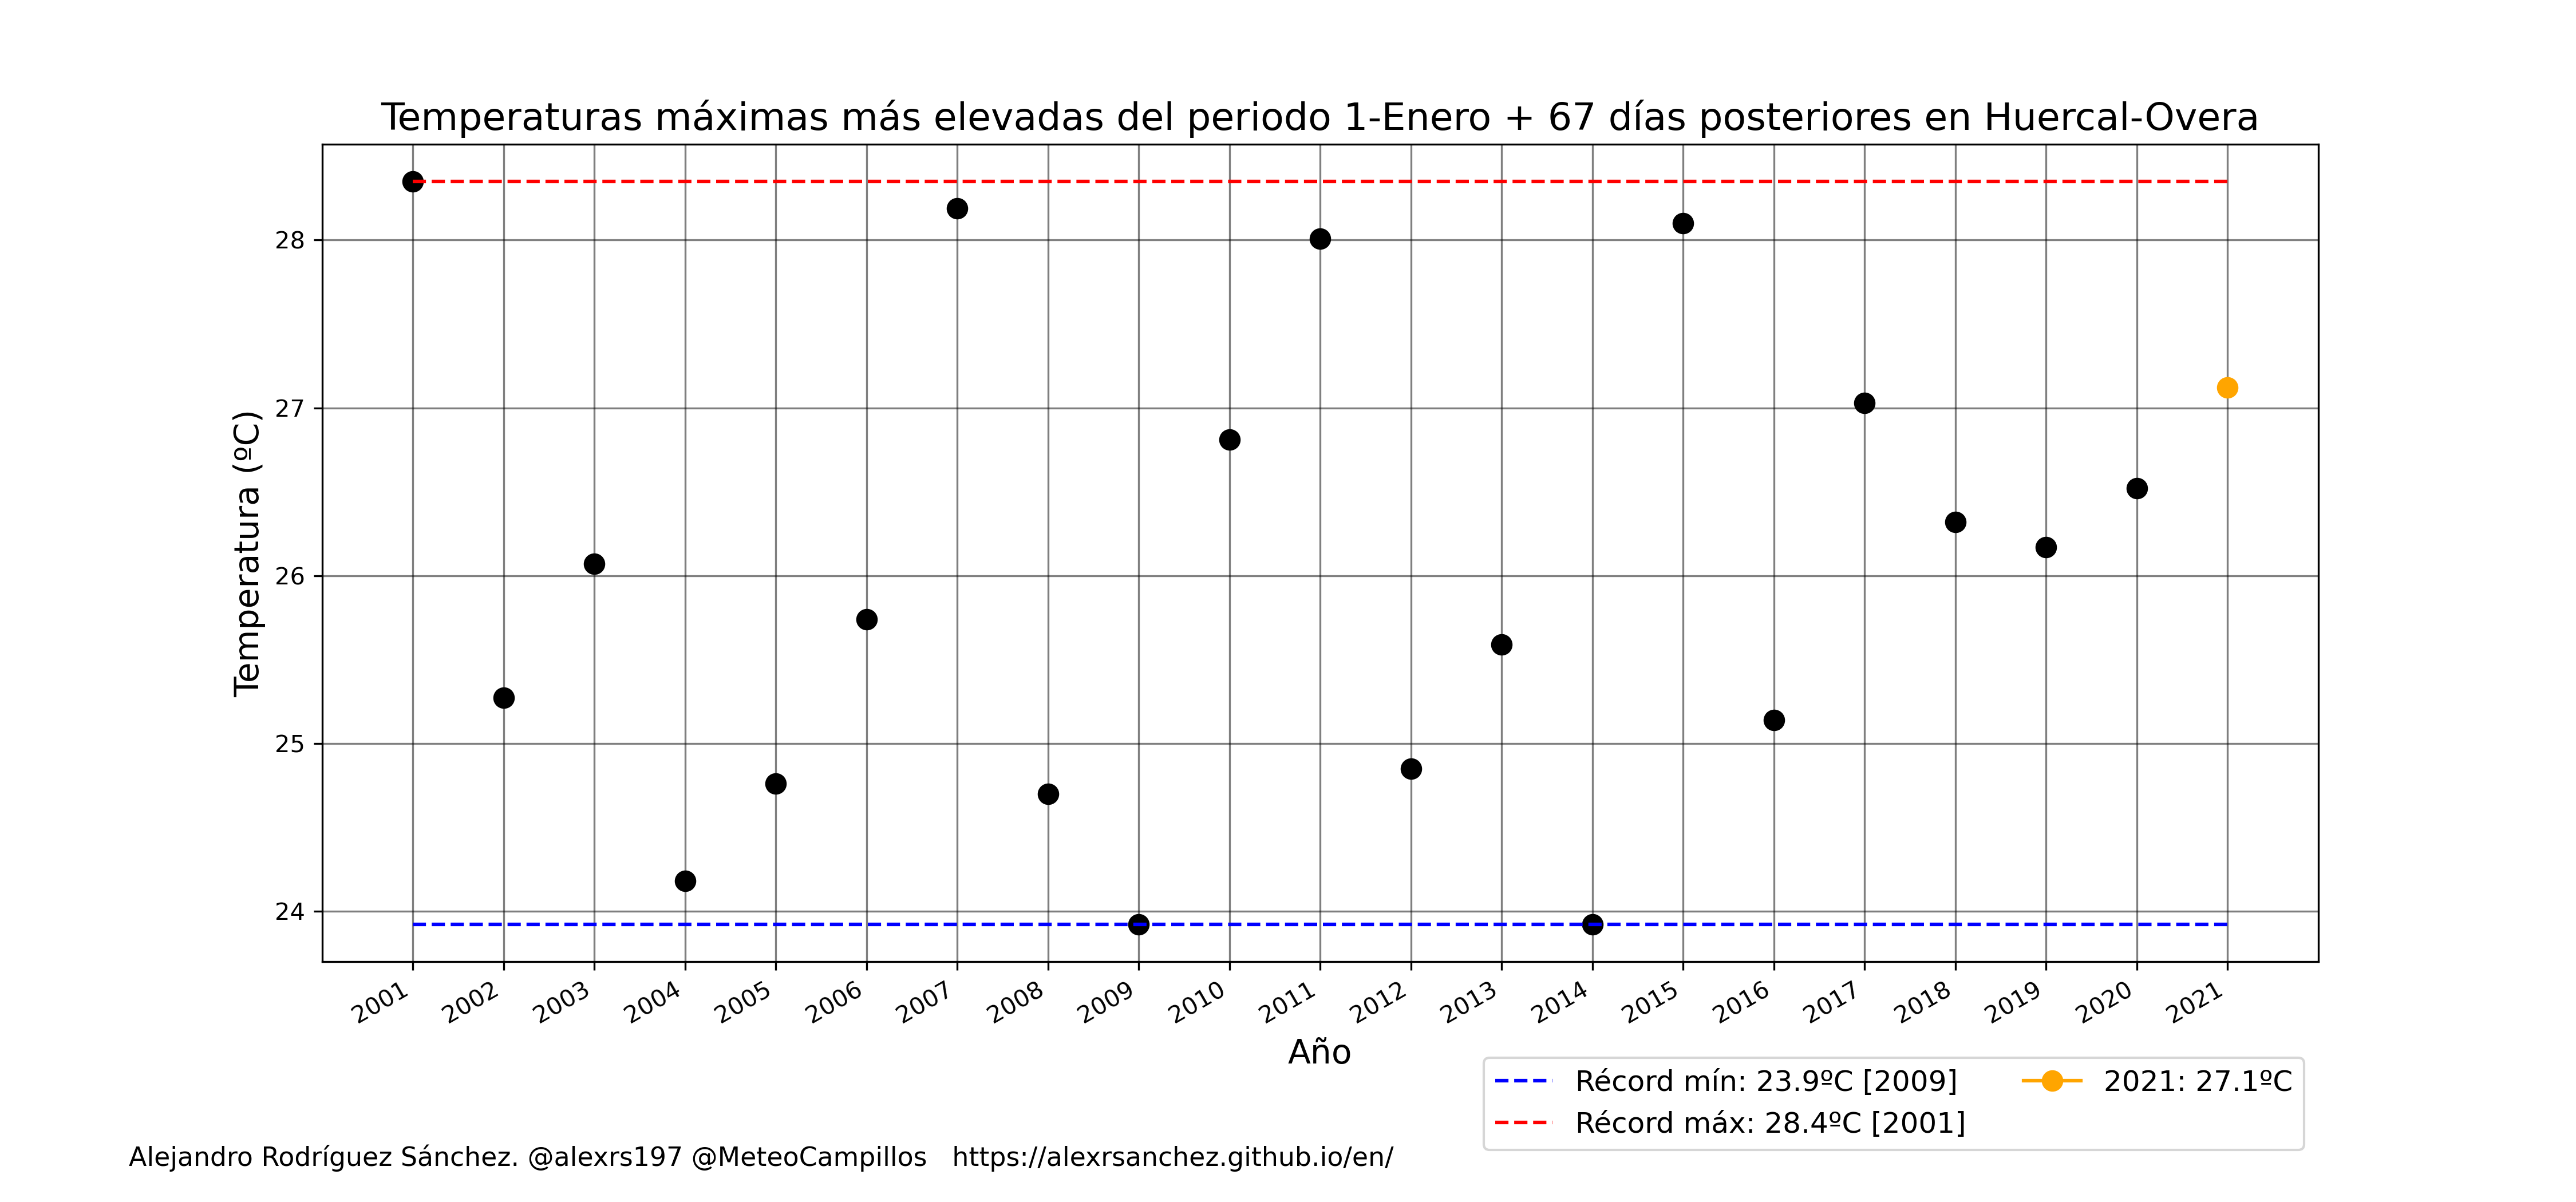 Temperaturas máximas más elevadas del periodo 1-Enero + 67 días posteriores en Huercal-Overa
Temperatura (ºC)
28
27
26
25
24
2001 2002 2003 2004 2005 2006 2007 2008 2009 2010 2011 2012 2013 2014 2015 2016 2017 2018 2019 2020 2021
Año
Récord mín: 23.9ºC [2009]
Récord máx: 28.4ºC [2001]
2021: 27.1ºC
Alejandro Rodríguez Sánchez. @alexrs197 @MeteoCampillos https://alexrsanchez.github.io/en/